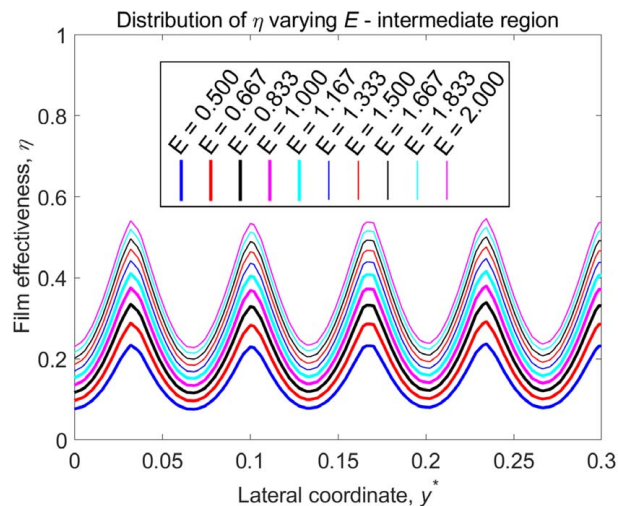 Distribution of η varying E - intermediate region
E = 0.500
E = 0.667
E = 0.833
E = 1.000
E = 1.167
E = 1.333
E = 1.500
E = 1.667
E = 1.833
E = 2.000
Film effectiveness, η
1
0.8
0.6
0.4
0.2
0
0 0.05 0.1 0.15 0.2 0.25 0.3
Lateral coordinate, y*